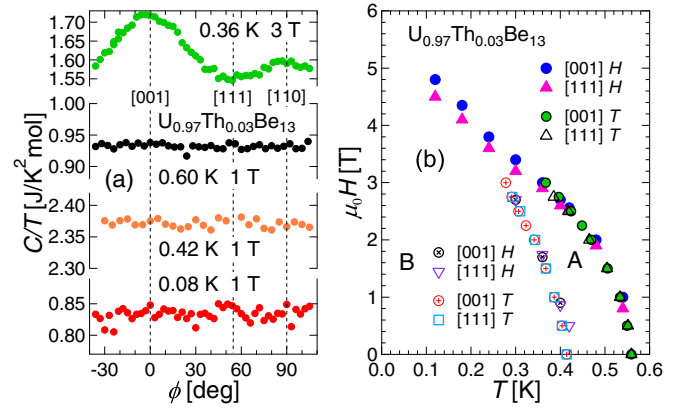 1.70
1.65
1.60
1.55
0.36 K 3 T
[001] [111] [110]
1.00
0.95
0.90
U0.97Th0.03Be13
(a)
0.60 K 1 T
2.40
2.35
2.30
0.42 K 1 T
0.85
0.80
0.08 K 1 T
C/T [J/K2 mol]
-30 0 30 60 90
ϕ [deg]
U0.97Th0.03Be13
[001] H
[111] H
[001] T
[111] T
(b)
B
A
[001] H
[111] H
[001] T
[111] T
6
5
4
3
2
1
0
μ0H [T]
0 0.1 0.2 0.3 0.4 0.5 0.6
T [K]